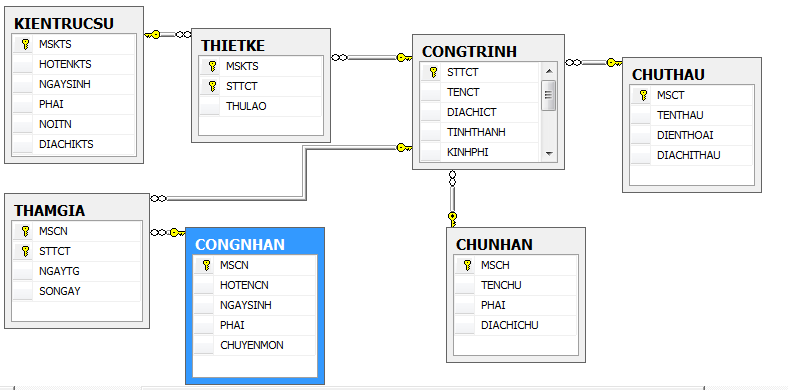 KIENTRUCSU
MSKTS
HOTENKTS
NGAYSINH
PHAI
NOITN
DIACHIKTS
THIETKE
MSKTS
STTCT
THULAO
CONGTRINH
STTCT
TENCT
DIACHICT
TINHTHANH
KINHPHI
CHUTHAU
MSCT
TENTHAU
DIENTHOAI
DIACHITHAU
THAMGIA
MSCN
STTCT
NGAYTG
SONGAY
CONGNHAN
MSCN
HOTENCN
NGAYSINH
PHAI
CHUYENMON
CHUNHAN
MSCH
TENCHU
PHAI
DIACHICHU